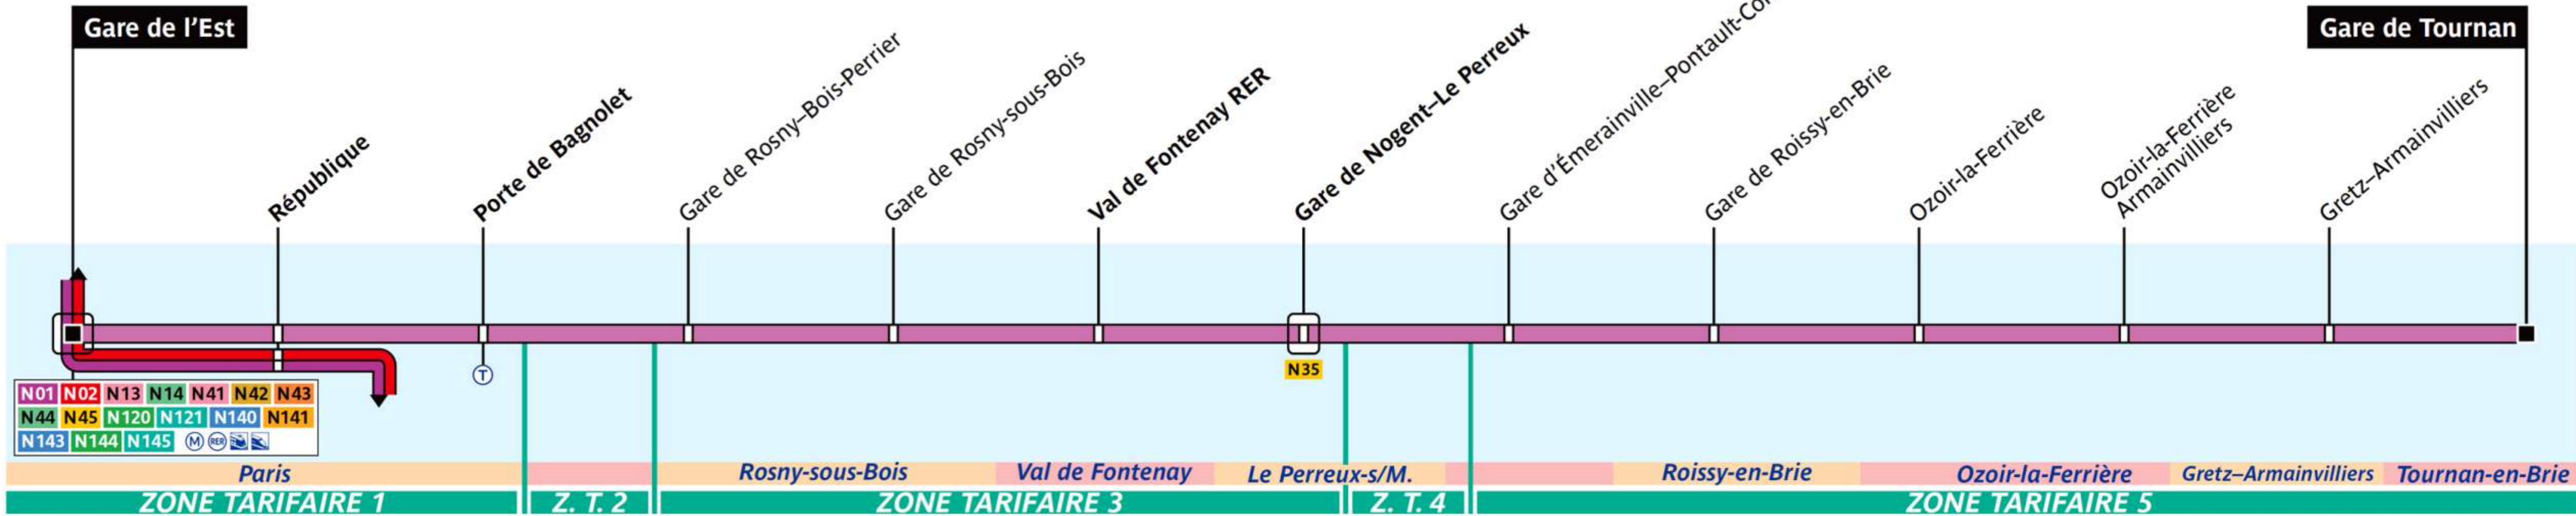 Gare de l'Est
République
Porte de Bagnolet
Gare de Rosny–Bois-Perrier
Gare de Rosny-sous-Bois
Val de Fontenay RER
Gare de Nogent–Le Perreux
Gare d'Émerainville–Pontault-Co
Gare de Roissy-en-Brie
Ozoir-la-Ferrière
Ozoir-la-Ferrière
Armainvilliers
Gretz–Armainvilliers
Gare de Tournan
T
N35
N01 N02 N13 N14 N41 N42 N43
N44 N45 N120 N121 N140 N141
N143 N144 N145 M RER
Paris
Rosny-sous-Bois
Val de Fontenay
Le Perreux-s/M.
Roissy-en-Brie
Ozoir-la-Ferrière
Gretz–Armainvilliers
Tournan-en-Brie
ZONE TARIFAIRE 1
Z. T. 2
ZONE TARIFAIRE 3
Z. T. 4
ZONE TARIFAIRE 5